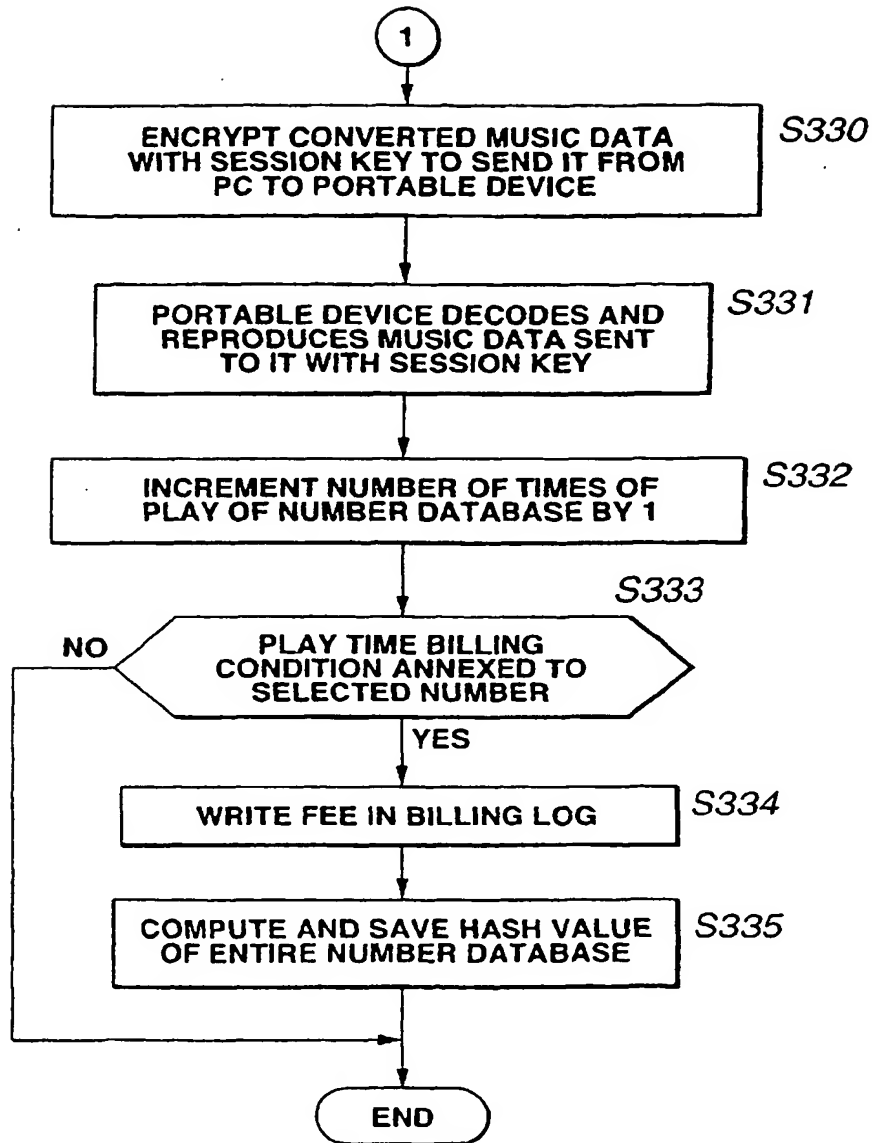 1
ENCRYPT CONVERTED MUSIC DATA
WITH SESSION KEY TO SEND IT FROM
PC TO PORTABLE DEVICE
S330
PORTABLE DEVICE DECODES AND
REPRODUCES MUSIC DATA SENT
TO IT WITH SESSION KEY
S331
INCREMENT NUMBER OF TIMES OF
PLAY OF NUMBER DATABASE BY 1
S332
S333
NO
PLAY TIME BILLING
CONDITION ANNEXED TO
SELECTED NUMBER
YES
WRITE FEE IN BILLING LOG
S334
COMPUTE AND SAVE HASH VALUE
OF ENTIRE NUMBER DATABASE
S335
END